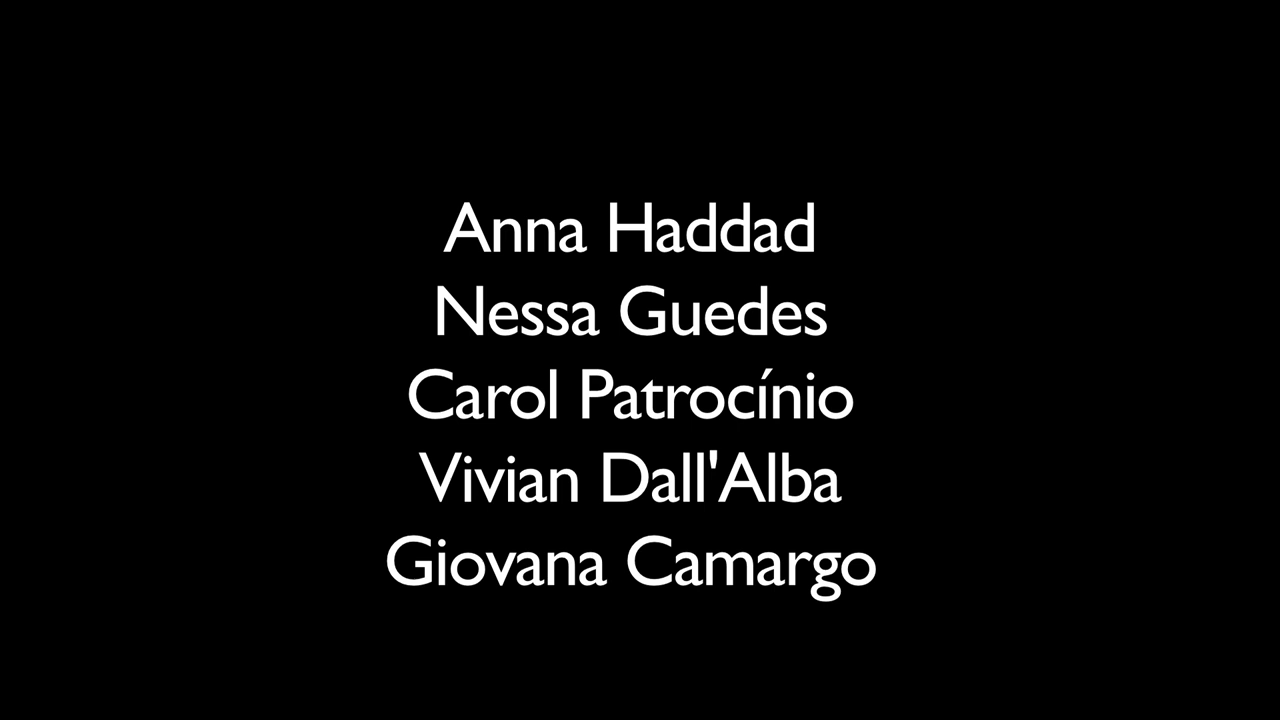 Anna Haddad
Nessa Guedes
Carol Patrocínio
Vivian Dall'Alba
Giovana Camargo